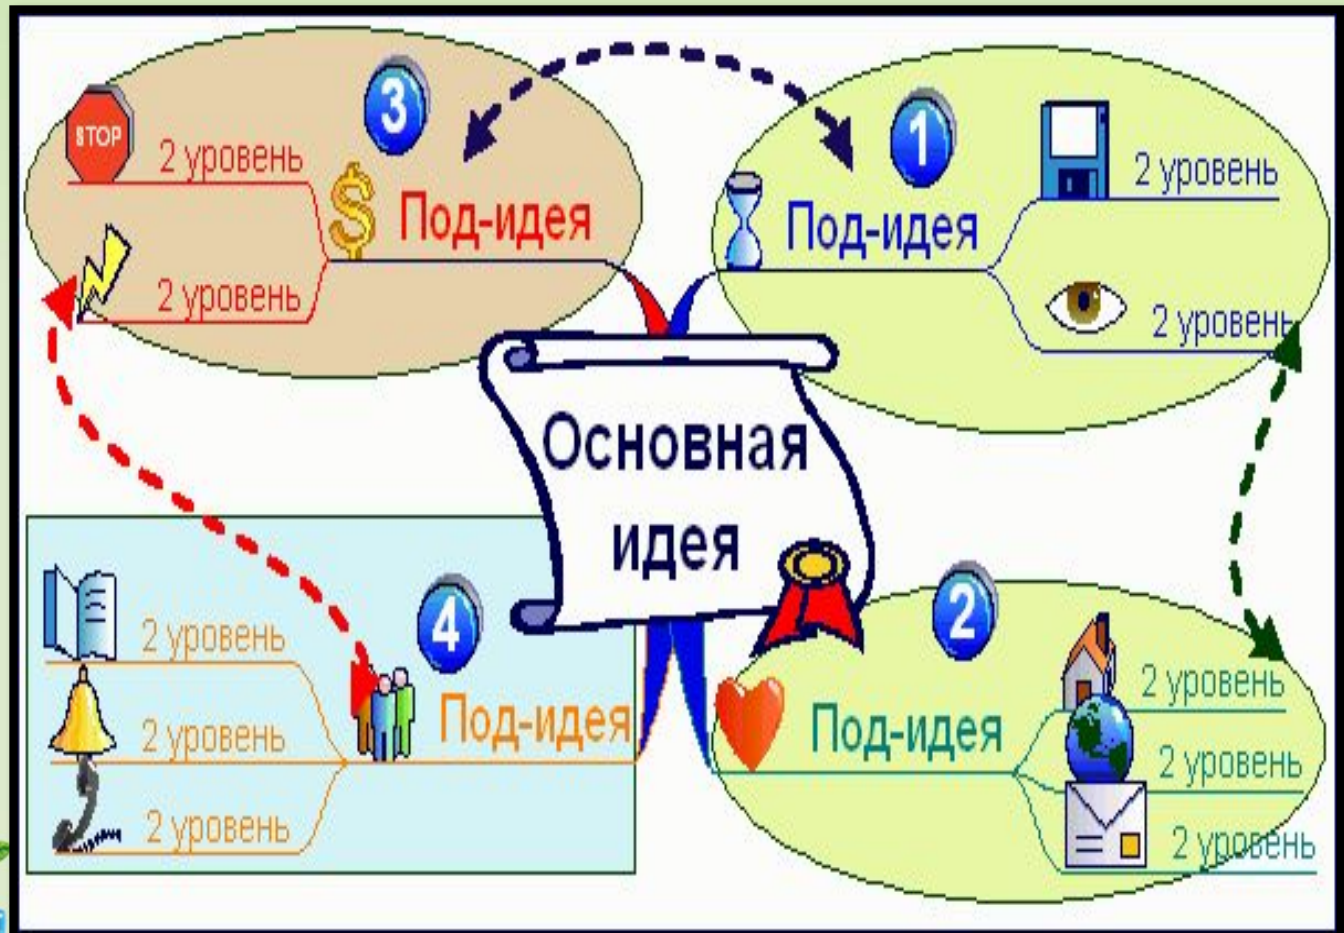 3
STOP
2 уровень
Под-идея
2 уровень
1
2 уровень
Под-идея
2 уровень
Основная
идея
4
2 уровень
Под-идея
2 уровень
2 уровень
2
2 уровень
Под-идея
2 уровень
2 уровень